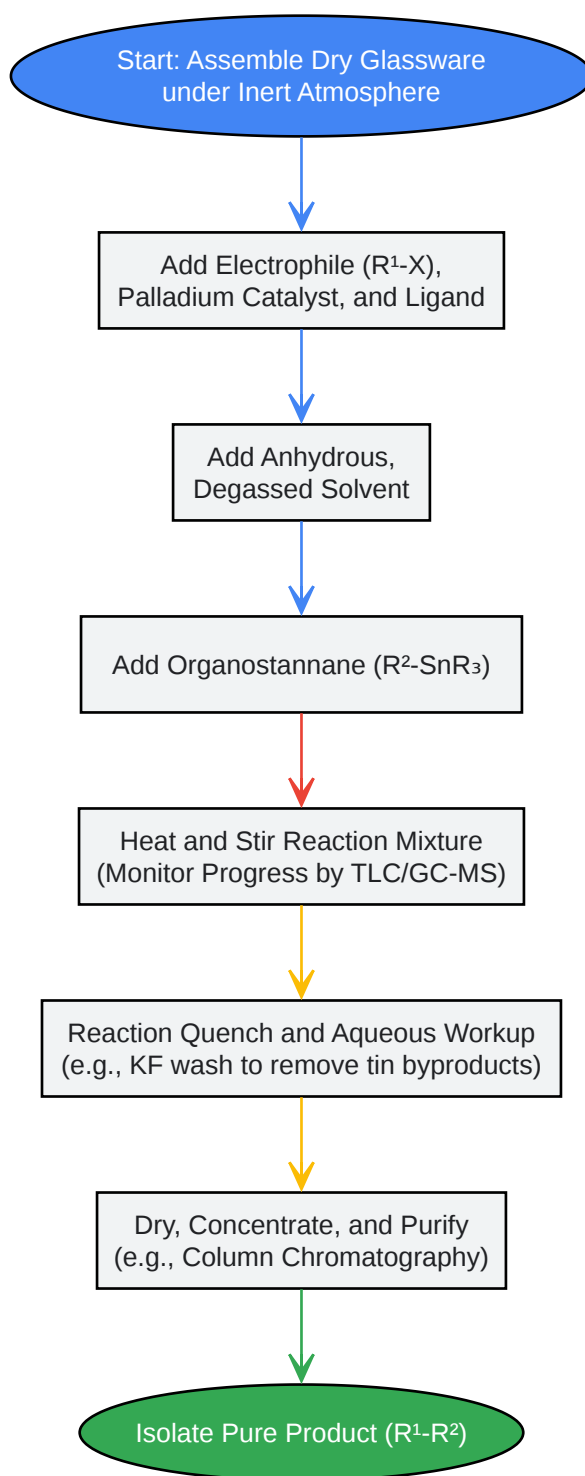 Start: Assemble Dry Glassware
under Inert Atmosphere
Add Electrophile (R¹-X),
Palladium Catalyst, and Ligand
Add Anhydrous,
Degassed Solvent
Add Organostannane (R²-SnR₃)
Heat and Stir Reaction Mixture
(Monitor Progress by TLC/GC-MS)
Reaction Quench and Aqueous Workup
(e.g., KF wash to remove tin byproducts)
Dry, Concentrate, and Purify
(e.g., Column Chromatography)
Isolate Pure Product (R¹-R²)